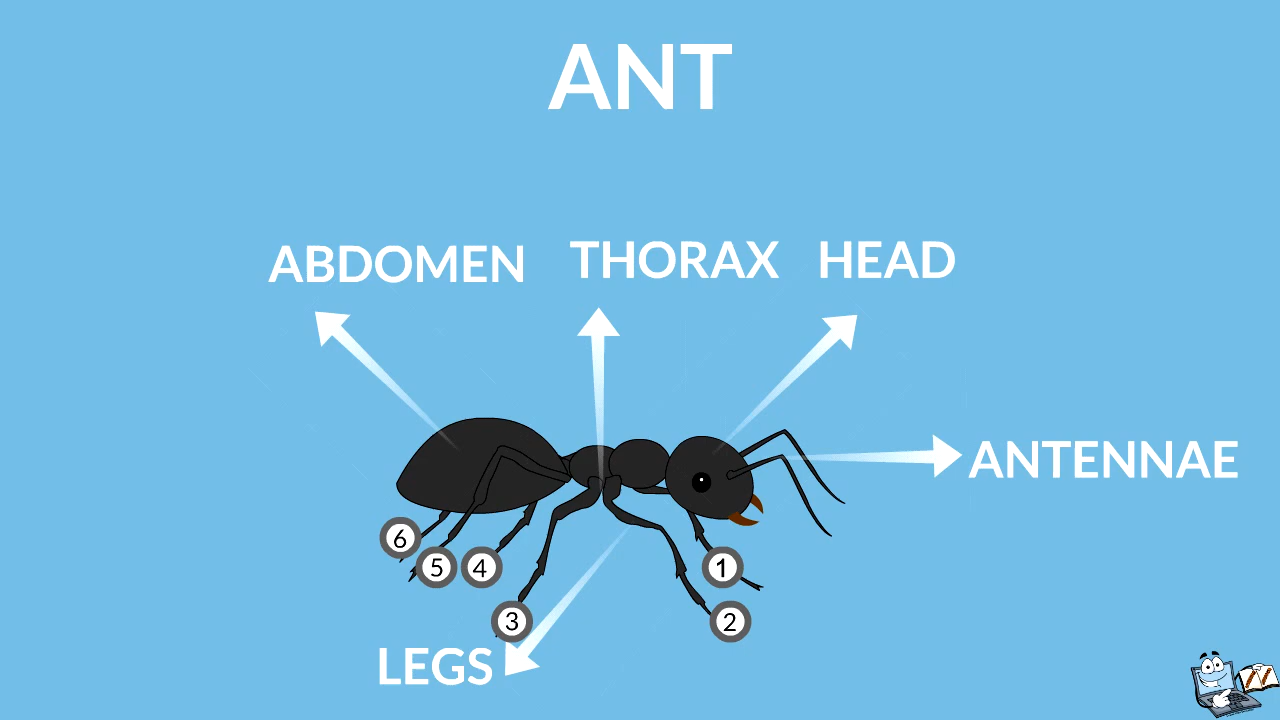 ANT
ABDOMEN THORAX HEAD
ANTENNAE
6
5 4 1
3 2
LEGS